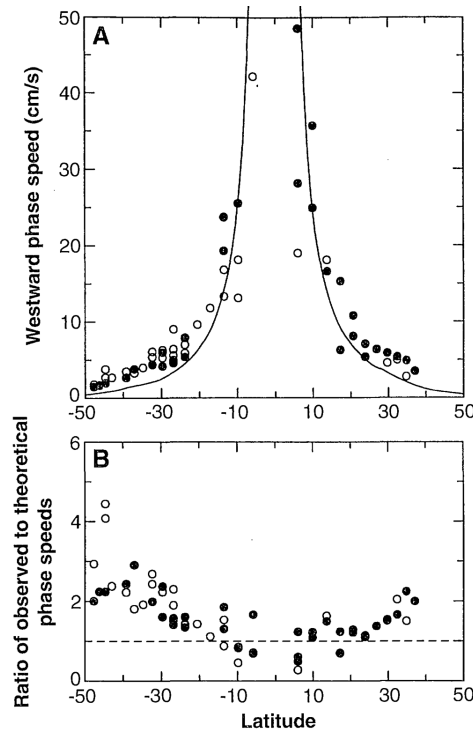 A
50
40
30
20
10
0
Westward phase speed (cm/s)
-50 -30 -10 10 30 50
B
6
4
2
0
Ratio of observed to theoretical
phase speeds
-50 -30 -10 10 30 50
Latitude